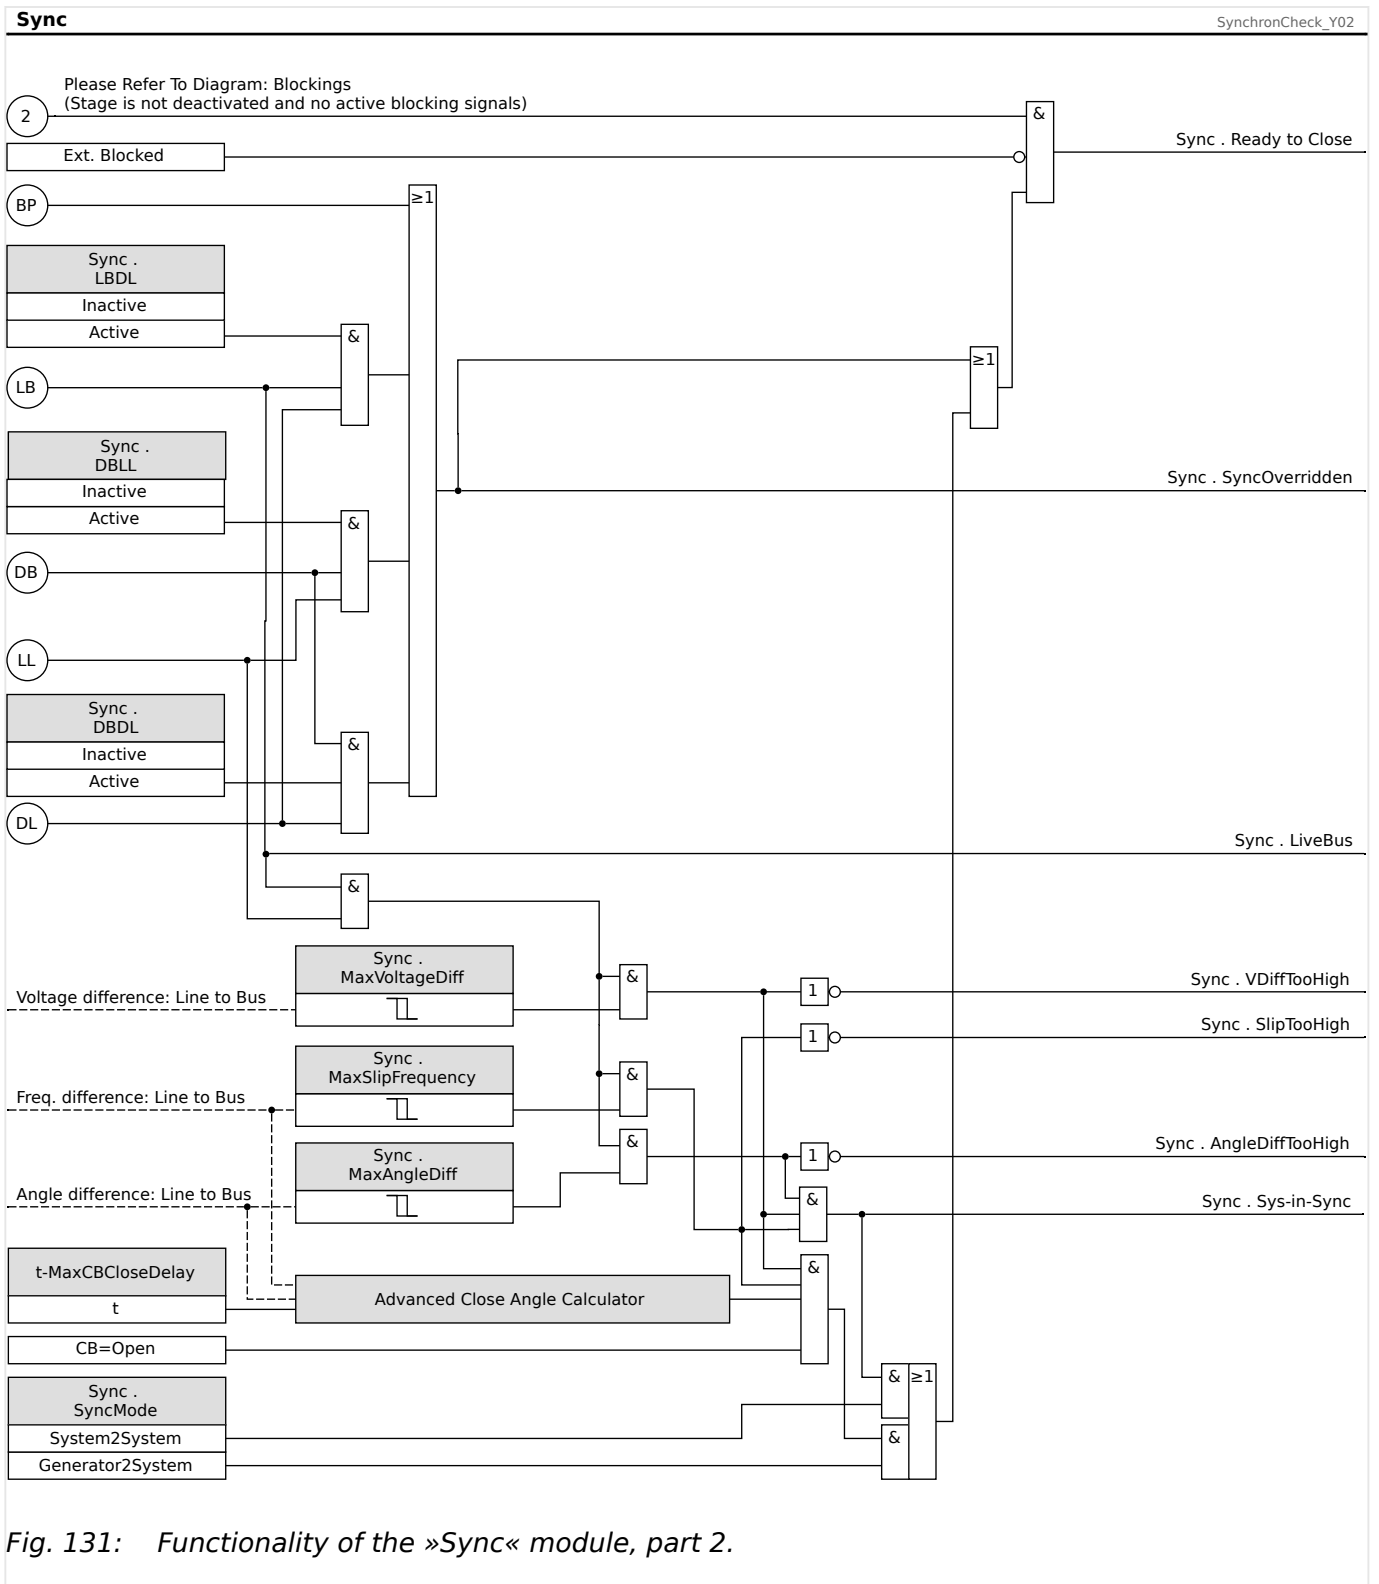 Sync
SynchronCheck_Y02
Please Refer To Diagram: Blockings
(Stage is not deactivated and no active blocking signals)
2
&
Sync . Ready to Close
Ext. Blocked
BP
≥1
Sync .
LBDL
Inactive
Active
&
≥1
LB
Sync .
DBLL
Inactive
Active
&
Sync . SyncOverridden
DB
LL
Sync .
DBDL
Inactive
Active
&
DL
Sync . LiveBus
&
Sync .
MaxVoltageDiff
Voltage difference: Line to Bus
&
1
Sync . VDiffTooHigh
1
Sync . SlipTooHigh
Sync .
MaxSlipFrequency
Freq. difference: Line to Bus
&
&
1
Sync . AngleDiffTooHigh
Sync .
MaxAngleDiff
Angle difference: Line to Bus
&
Sync . Sys-in-Sync
t-MaxCBCloseDelay
t
Advanced Close Angle Calculator
&
CB=Open
Sync .
SyncMode
System2System
Generator2System
&
≥1
&
Fig. 131: Functionality of the »Sync« module, part 2.